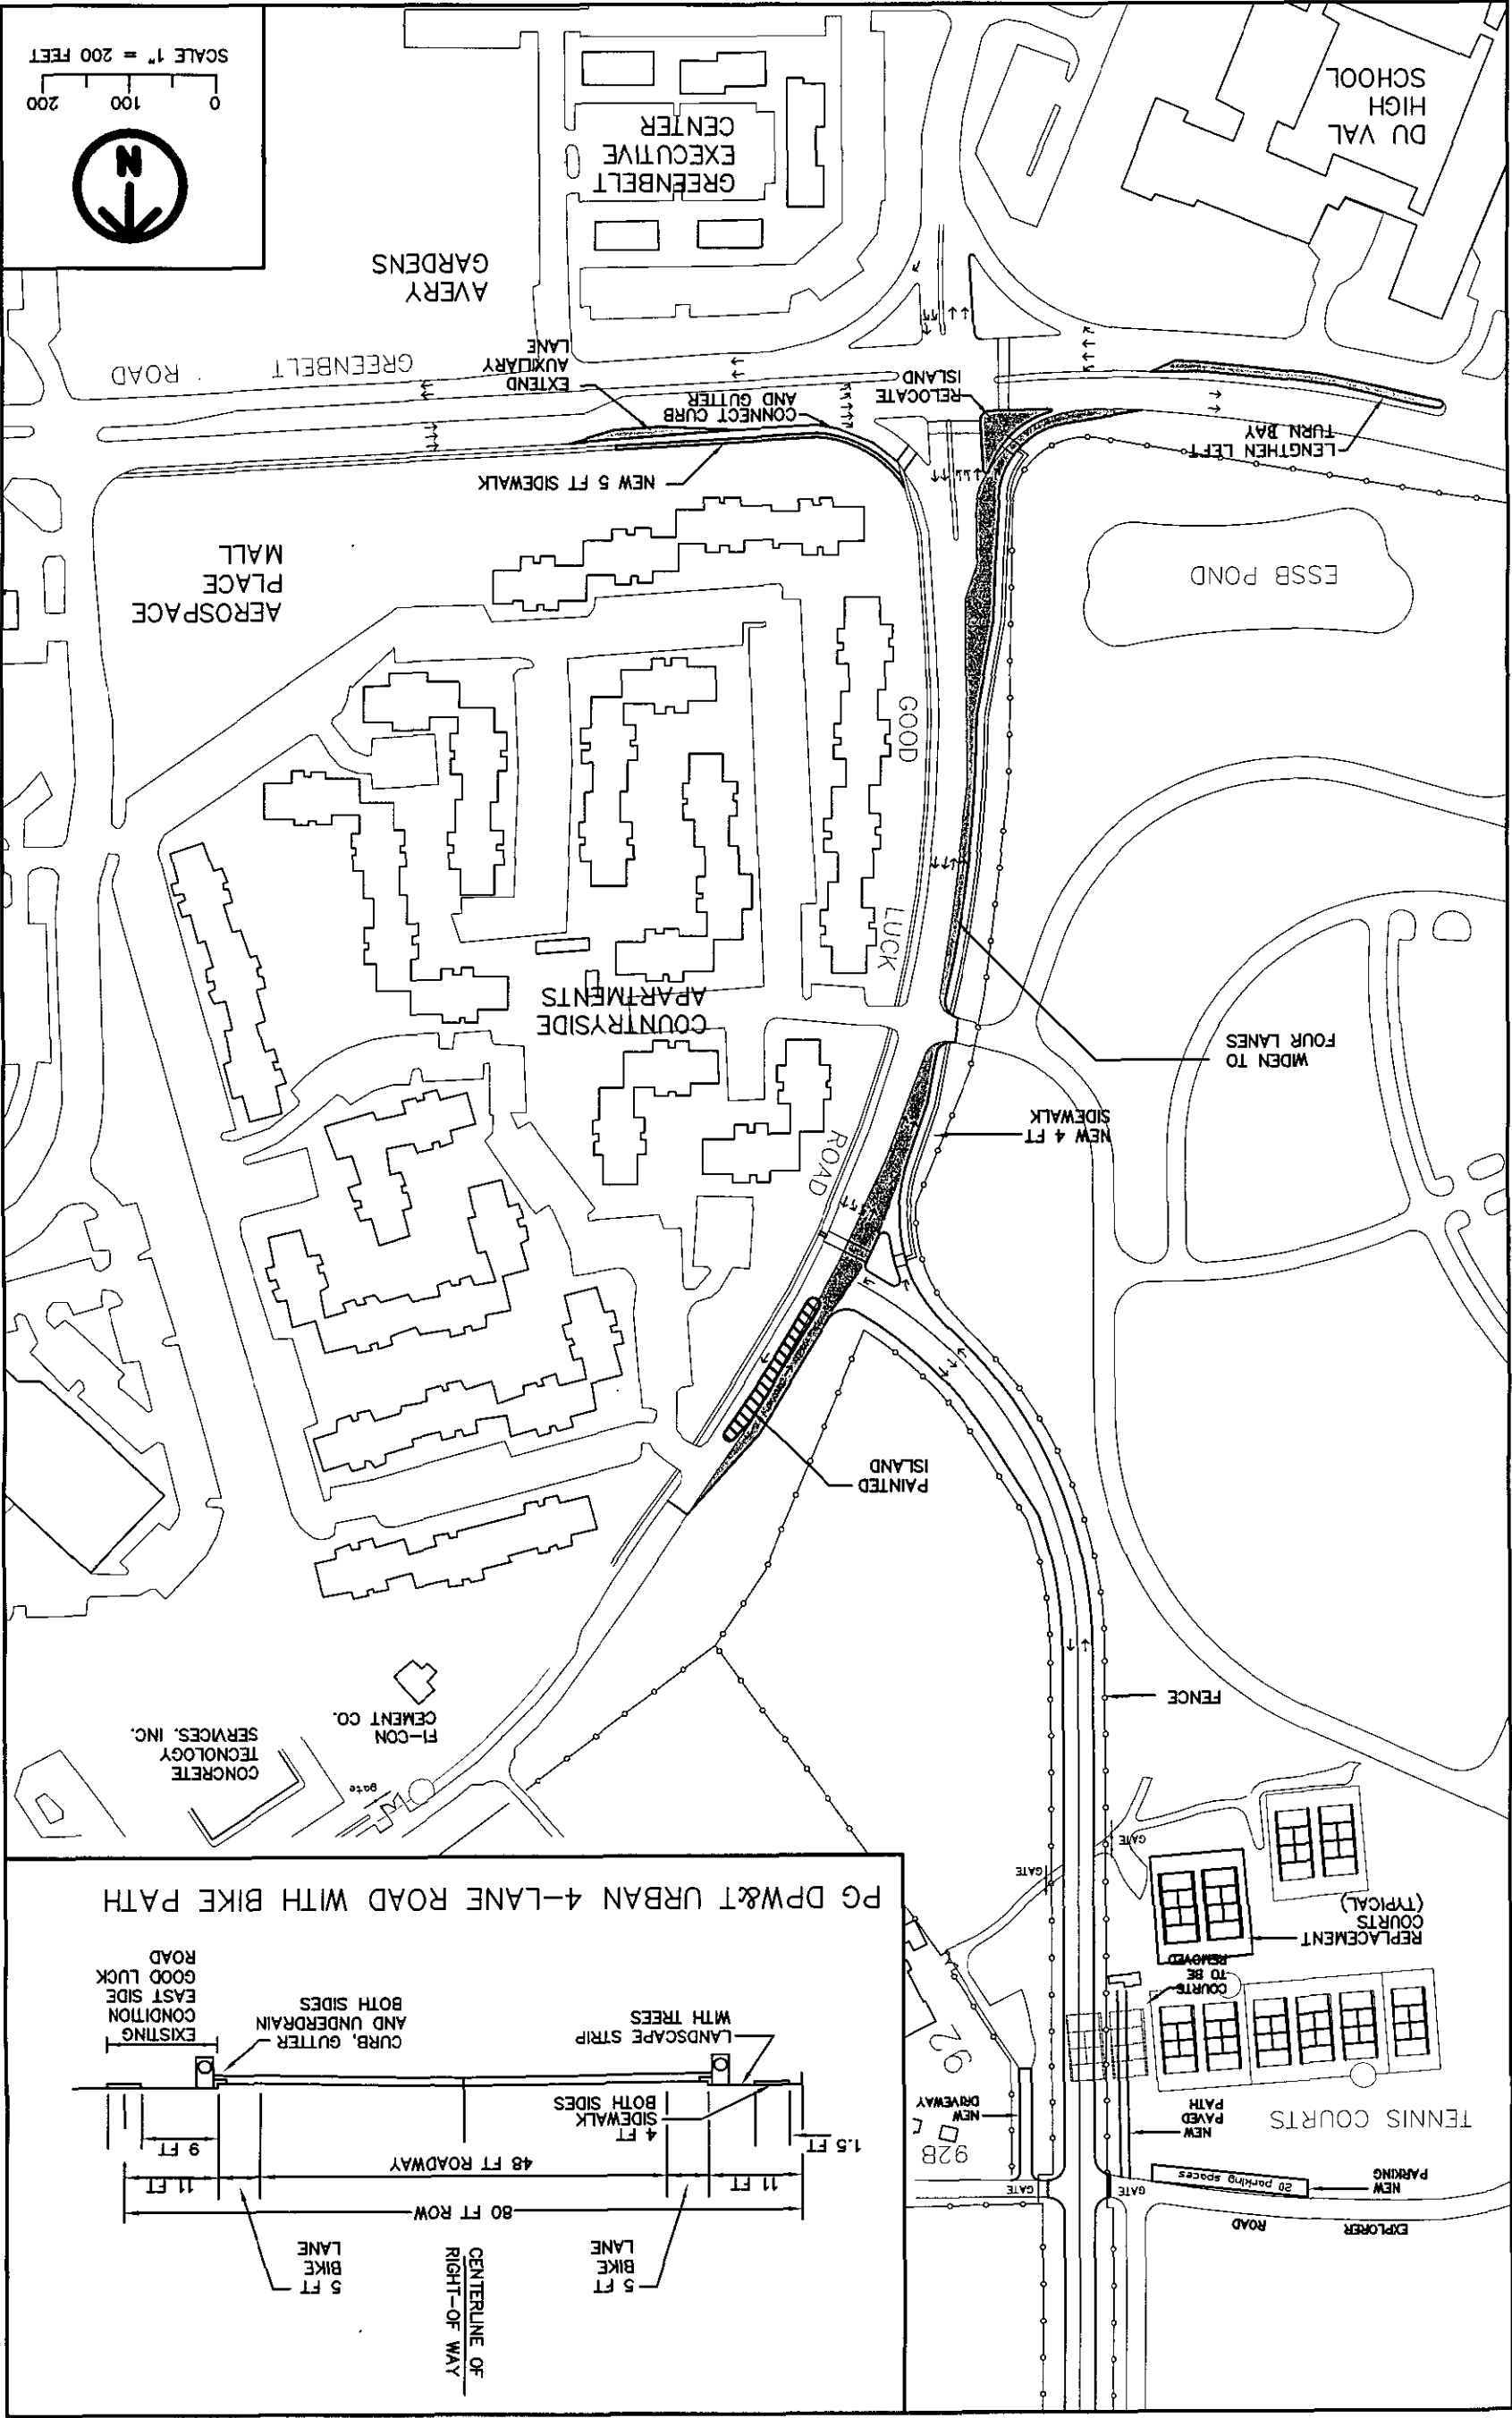 CENTERLINE OF
RIGHT-OF WAY
5 FT
BIKE
LANE
5 FT
BIKE
LANE
80 FT ROW
11 FT
48 FT ROADWAY
11 FT
1.5 FT
9 FT
4 FT
SIDEWALK
BOTH SIDES
LANDSCAPE STRIP
WITH TREES
CURB, GUTTER,
AND UNDERDRAIN
BOTH SIDES
EXISTING
CONDITION
EAST SIDE
GOOD LUCK
ROAD
PG DPW&T URBAN 4-LANE ROAD WITH BIKE PATH
EXPLORER ROAD
NEW
PARKING
20 parking spaces
GATE
GATE
TENNIS COURTS
NEW
PAVED
PATH
NEW
DRIVEWAY
92B
92
COURTS
TO BE
REMOVED
REPLACEMENT
COURTS
(TYPICAL)
GATE
GATE
FENCE
gate
CONCRETE
TECNOLOGY
SERVICES, INC.
FI-CON
CEMENT CO.
PAINTED
ISLAND
NEW 4 FT
SIDEWALK
WIDEN TO
FOUR LANES
ROAD
LUCK
GOOD
COUNTRYSIDE
APARTMENTS
AEROSPACE
PLACE
MALL
ESSB POND
NEW 5 FT SIDEWALK
LENGTHEN LEFT
TURN BAY
RELOCATE
ISLAND
CONNECT CURB
AND GUTTER
EXTEND
AUXILIARY
LANE
GREENBELT ROAD
AVERY
GARDENS
GREENBELT
EXECUTIVE
CENTER
DU VAL
HIGH
SCHOOL
N
0 100 200
SCALE 1" = 200 FEET